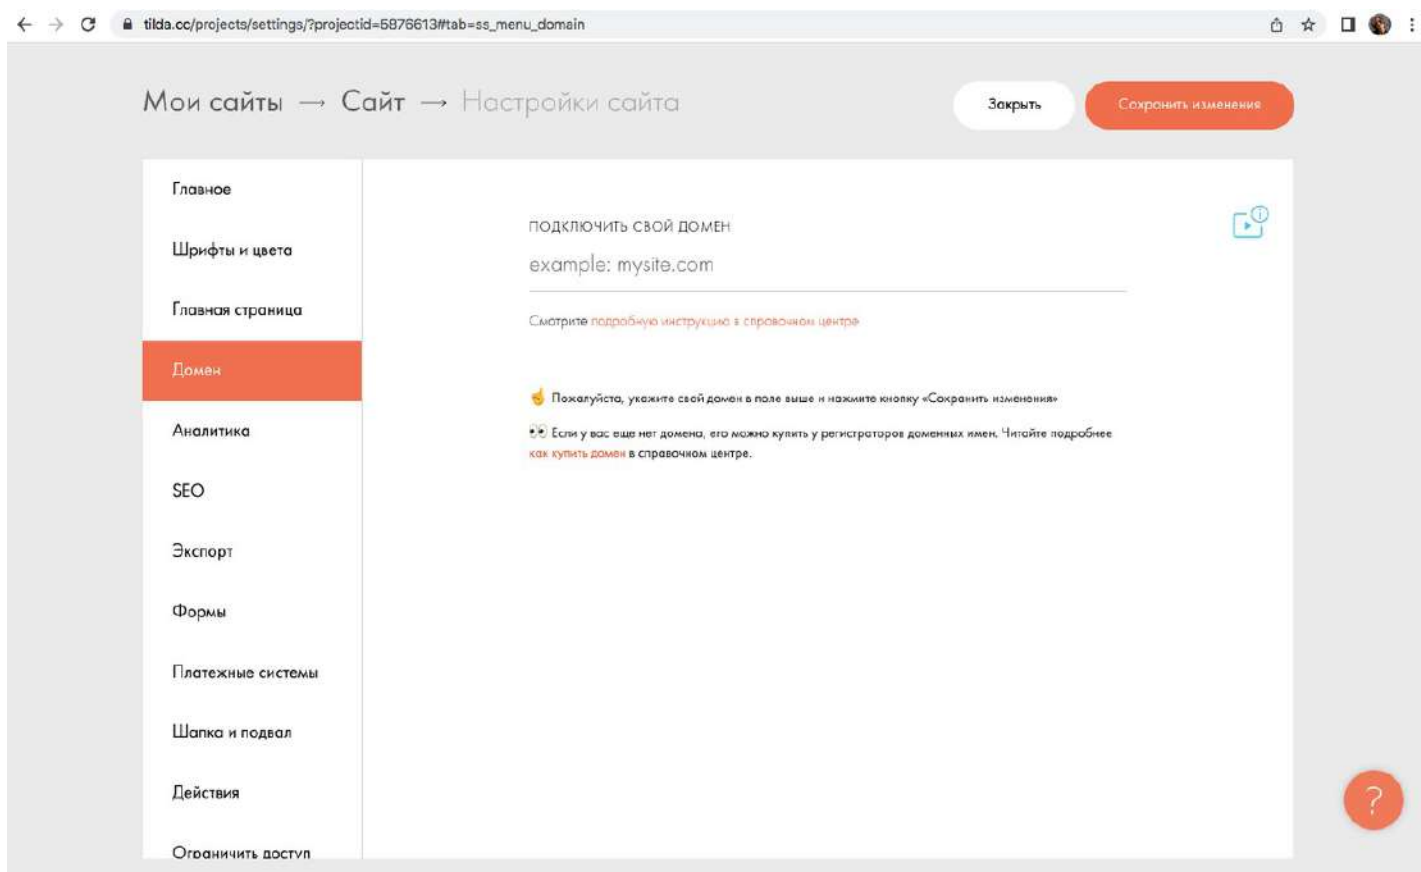 tilda.cc/projects/settings/?projectid=5876613#tab=ss_menu_domain
Мои сайты → Сайт → Настройки сайта
Закрыть
Сохранить изменения
Главное
Шрифты и цвета
Главная страница
Домен
Аналитика
SEO
Экспорт
Формы
Платежные системы
Шапка и подвал
Действия
Ограничить доступ
ПОДКЛЮЧИТЬ СВОЙ ДОМЕН
example: mysite.com
Смотрите подробную инструкцию в справочном центре
☝ Пожалуйста, укажите свой домен в поле выше и нажмите кнопку «Сохранить изменения»
👀 Если у вас еще нет домена, его можно купить у регистраторов доменных имен. Читайте подробнее
как купить домен в справочном центре.
?